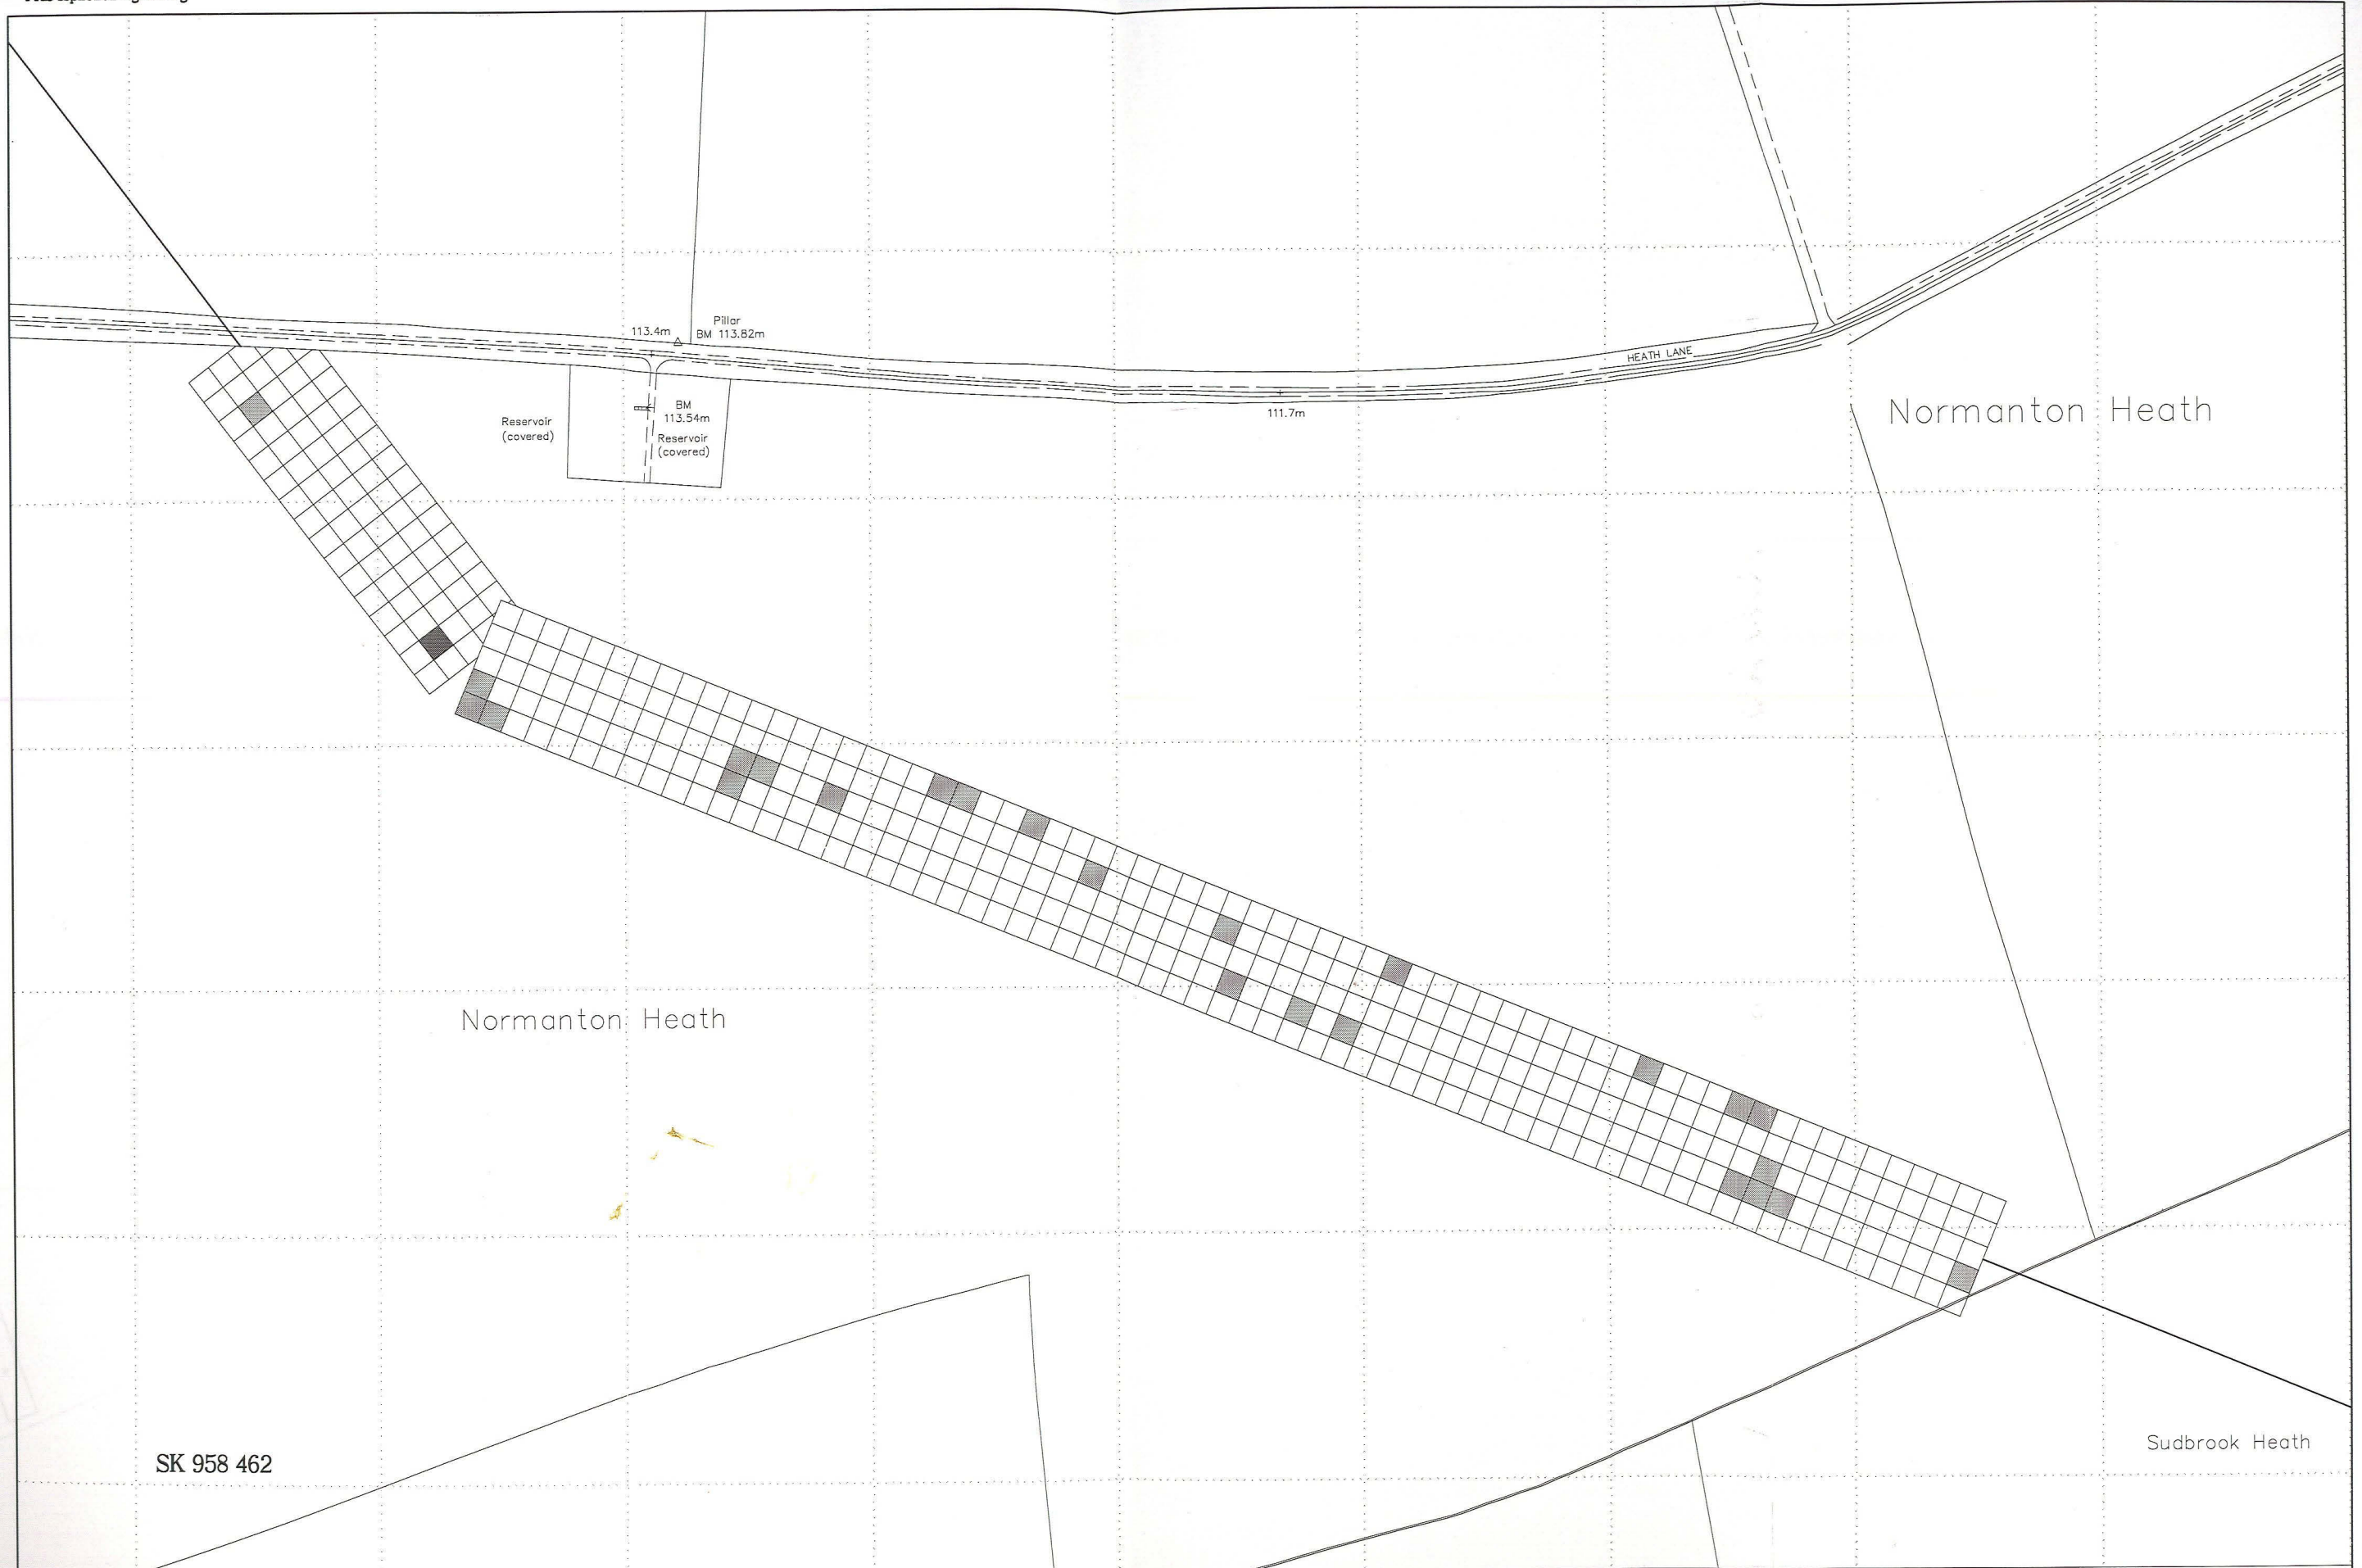 Pillar
113.4m
BM 113.82m
HEATH LANE
BM
113.54m
Reservoir
(covered)
Reservoir
(covered)
111.7m
Normanton Heath
Normanton Heath
SK 958 462
Sudbrook Heath